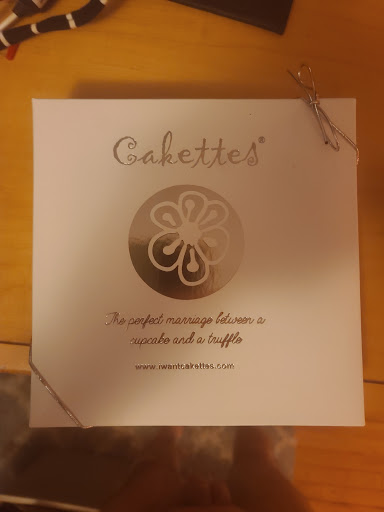 Cakettes®
The perfect marriage between a
cupcake and a truffle
www.iwantcakettes.com